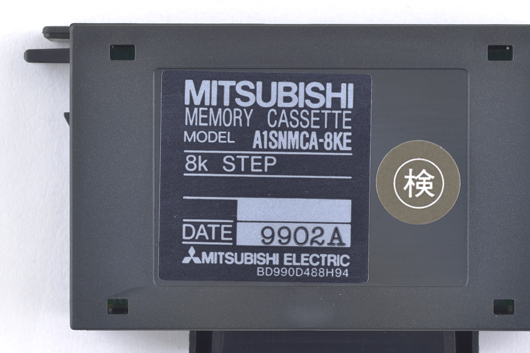 MITSUBISHI
MEMORY CASSETTE
MODEL A1SNMCA-8KE
8k STEP
DATE 9902A
MITSUBISHI ELECTRIC
BD990D488H94
検